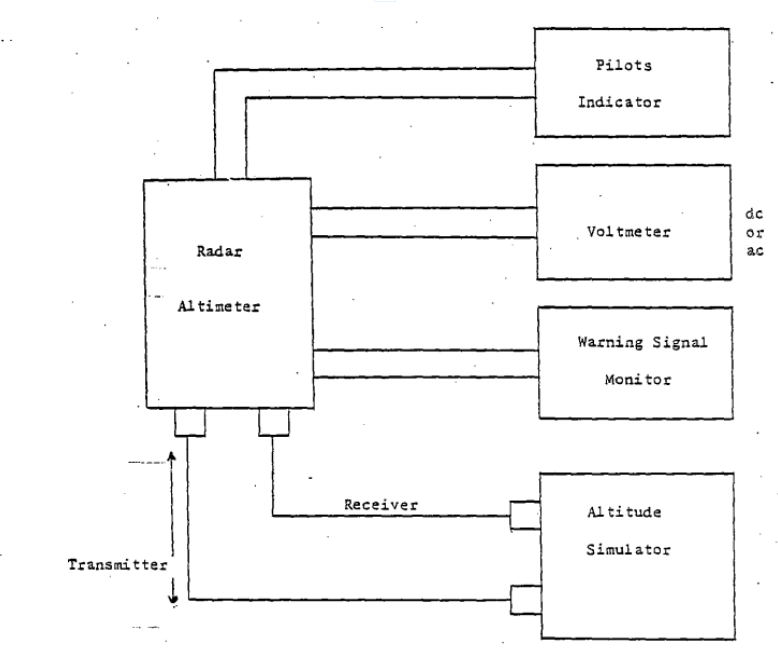 Pilots
Indicator
Voltmeter
dc
or
ac
Radar
Altimeter
Warning Signal
Monitor
Receiver
Altitude
Simulator
Transmitter